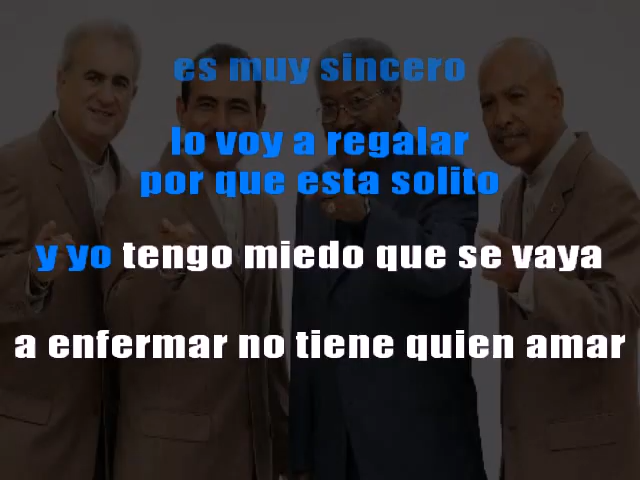 es muy sincero
lo voy a regalar
por que esta solito
y yo tengo miedo que se vaya
a enfermar no tiene quien amar